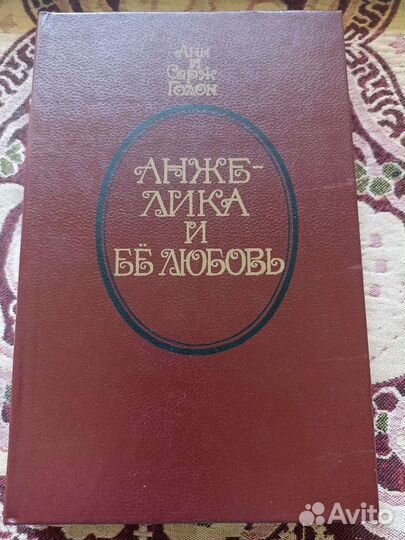 Анн
и
Серж
Голон
АНЖЕ-
ЛИКА
И
ЕЁ ЛЮБОВЬ
Avito